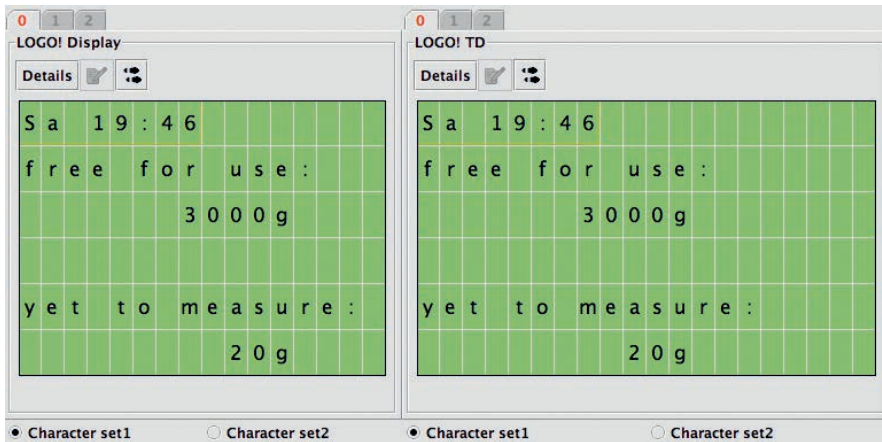 0 1 2
LOGO! Display
Details
Sa 19:46
free for use:
3000g
yet to measure:
20g
Character set1 Character set2
0 1 2
LOGO! TD
Details
Sa 19:46
free for use:
3000g
yet to measure:
20g
Character set1 Character set2